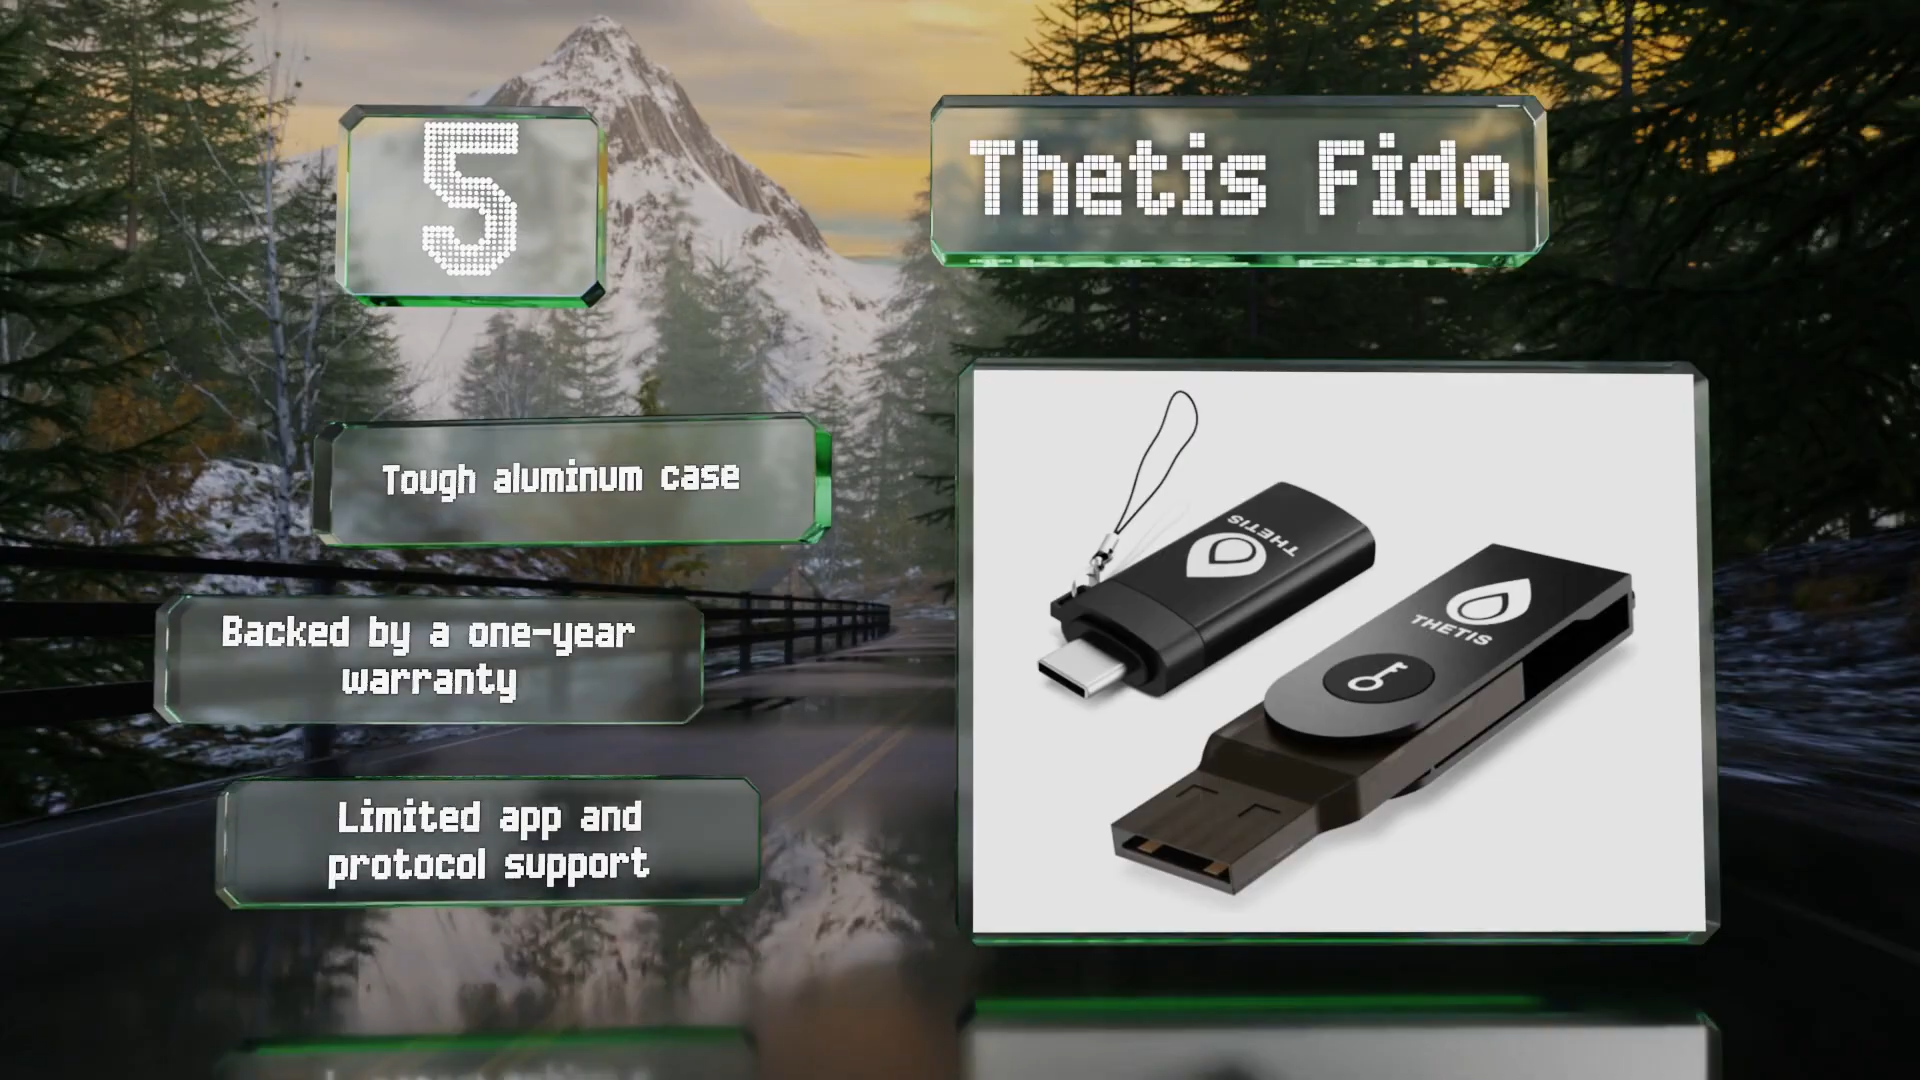 5
Thetis Fido
Tough aluminum case
Backed by a one-year
warranty
Limited app and
protocol support
THETIS
THETIS